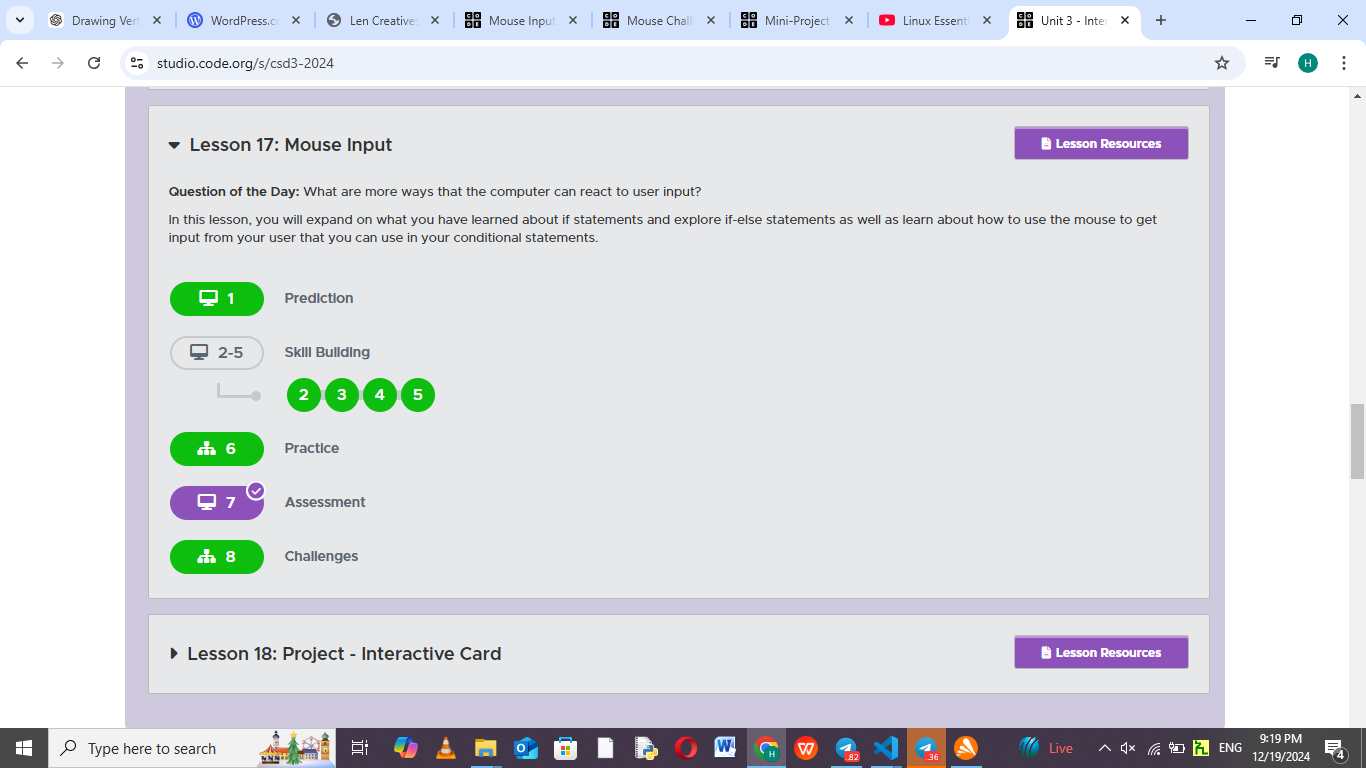 Drawing Vert
WordPress.c
Len Creative
Mouse Input
Mouse Chall
Mini-Project
Linux Essenti
Unit 3 - Inter
studio.code.org/s/csd3-2024
H
Lesson 17: Mouse Input
Lesson Resources
Question of the Day: What are more ways that the computer can react to user input?
In this lesson, you will expand on what you have learned about if statements and explore if-else statements as well as learn about how to use the mouse to get
input from your user that you can use in your conditional statements.
1 Prediction
2-5 Skill Building
2 3 4 5
6 Practice
7 Assessment
8 Challenges
Lesson 18: Project - Interactive Card
Lesson Resources
Type here to search
.82
.36
Live
ENG
9:19 PM
12/19/2024
4